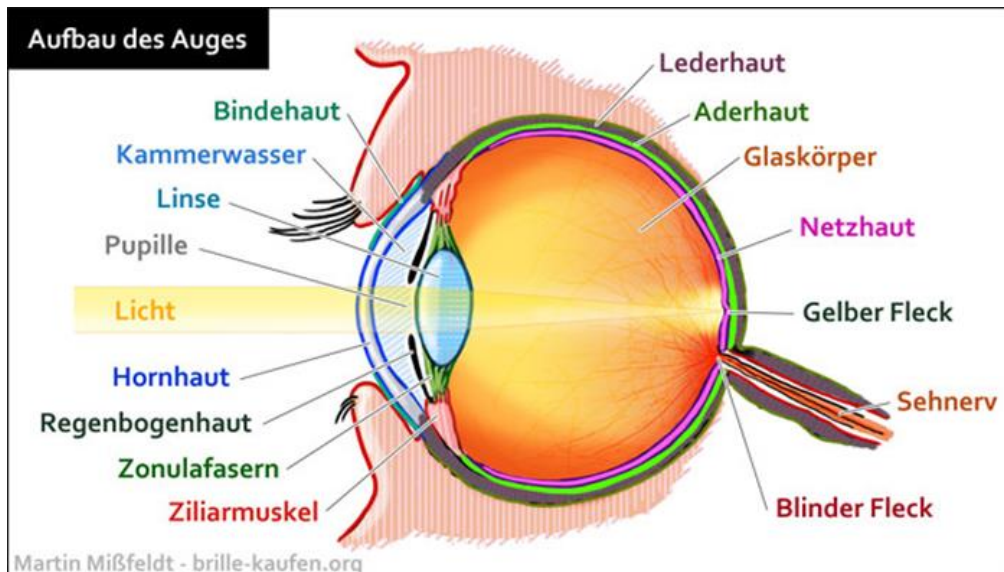 Aufbau des Auges
Bindehaut
Kammerwasser
Linse
Pupille
Licht
Hornhaut
Regenbogenhaut
Zonulafasern
Ziliarmuskel
Lederhaut
Aderhaut
Glaskörper
Netzhaut
Gelber Fleck
Sehnerv
Blinder Fleck
Martin Mißfeldt - brille-kaufen.org